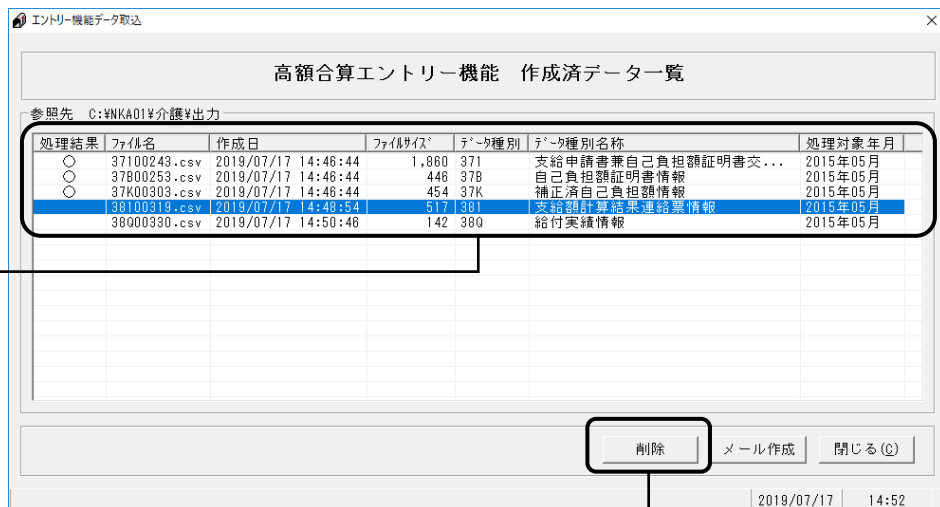 エントリー機能データ取込
高額合算エントリー機能　作成済データ一覧
参照先　C:¥NKA01¥介護¥出力
処理結果 ﾌｧｲﾙ名 作成日 ﾌｧｲﾙｻｲｽﾞ ﾃﾞｰﾀ種別 ﾃﾞｰﾀ種別名称 処理対象年月
○ 37100243.csv 2019/07/17 14:46:44 1,860 371 支給申請書兼自己負担額証明書交... 2015年05月
○ 37B00253.csv 2019/07/17 14:46:44 446 37B 自己負担額証明書情報 2015年05月
○ 37K00303.csv 2019/07/17 14:46:44 454 37K 補正済自己負担額情報 2015年05月
38100319.csv 2019/07/17 14:48:54 517 381 支給額計算結果連絡票情報 2015年05月
38Q00330.csv 2019/07/17 14:50:46 142 38Q 給付実績情報 2015年05月
削除 メール作成 閉じる(C)
2019/07/17 14:52